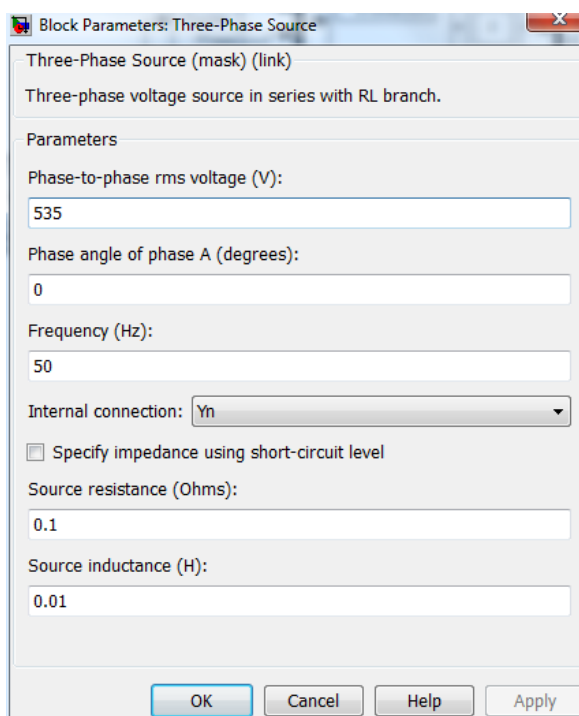 Block Parameters: Three-Phase Source
Three-Phase Source (mask) (link)
Three-phase voltage source in series with RL branch.
Parameters
Phase-to-phase rms voltage (V):
535
Phase angle of phase A (degrees):
0
Frequency (Hz):
50
Internal connection: Yn
Specify impedance using short-circuit level
Source resistance (Ohms):
0.1
Source inductance (H):
0.01
OK Cancel Help Apply